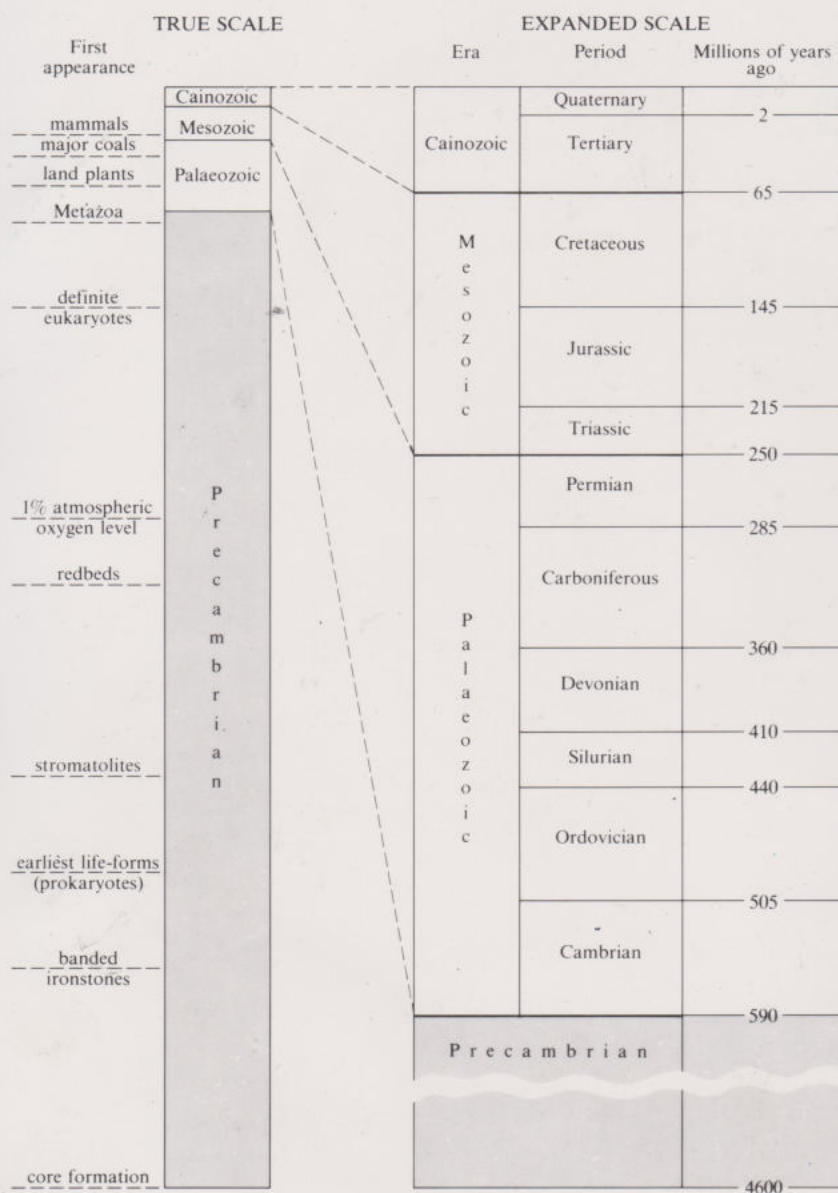 TRUE SCALE
First
appearance
Cainozoic
mammals
Mesozoic
major coals
land plants
Palaeozoic
Metazoa
definite
eukaryotes
1% atmospheric
oxygen level
redbeds
stromatolites
earliest life-forms
(prokaryotes)
banded
ironstones
core formation
Precambrian
EXPANDED SCALE
Era
Period
Millions of years
ago
Quaternary
2
Cainozoic
Tertiary
65
Mesozoic
Cretaceous
145
Jurassic
215
Triassic
250
Palaeozoic
Permian
285
Carboniferous
360
Devonian
410
Silurian
440
Ordovician
505
Cambrian
590
Precambrian
4600